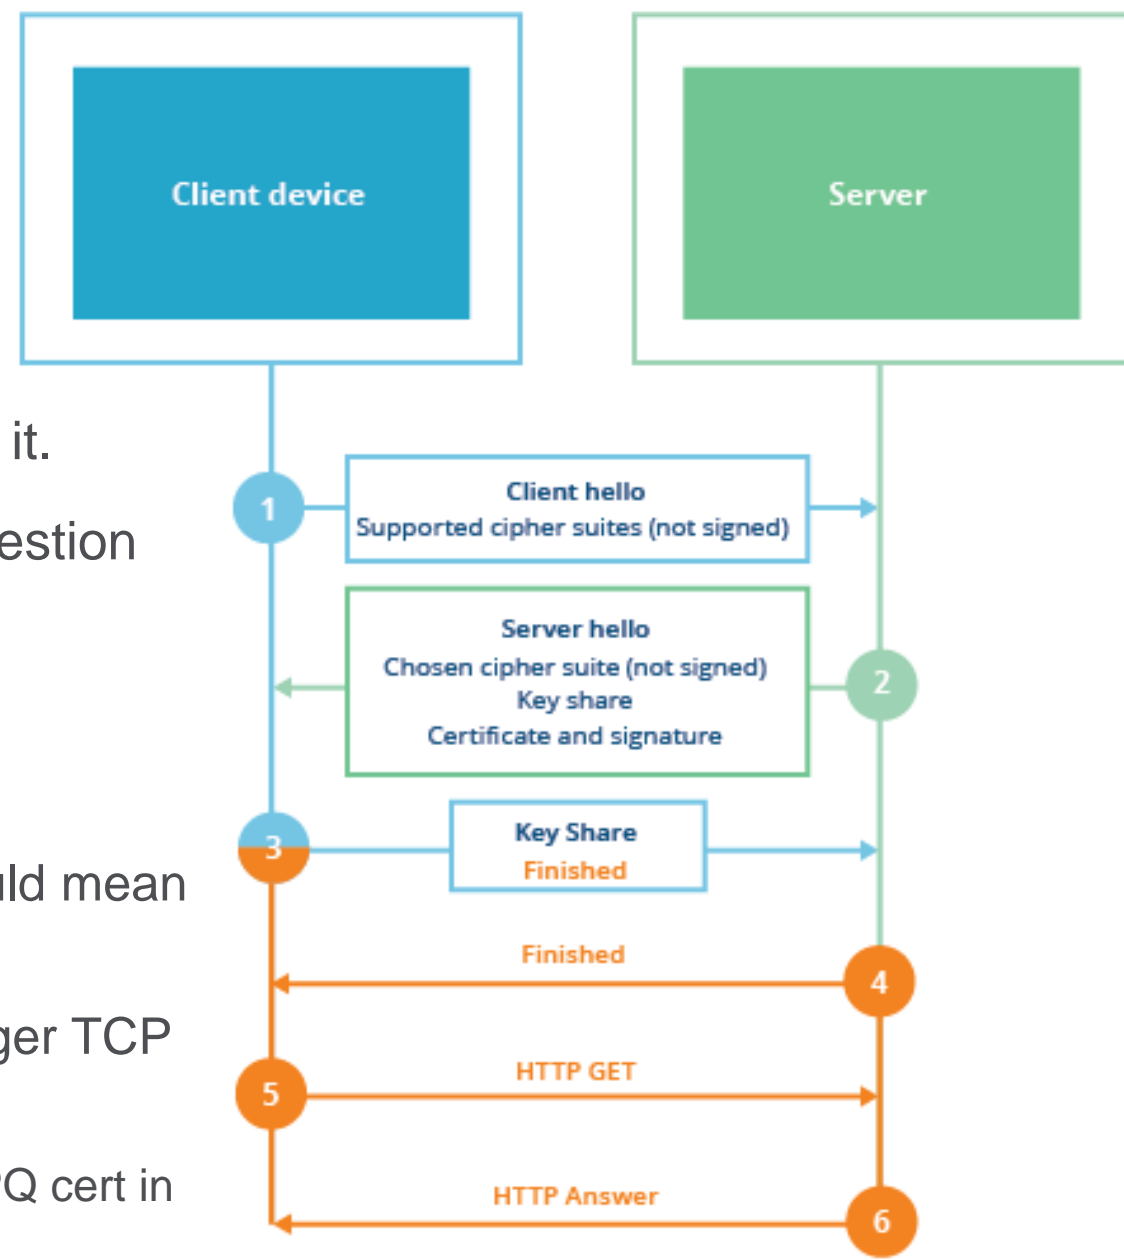 Client device
Server
it.
estion
1
Client hello
Supported cipher suites (not signed)
Server hello
Chosen cipher suite (not signed)
Key share
Certificate and signature
2
3
Key Share
Finished
uld mean
Finished
4
ger TCP
HTTP GET
5
PQ cert in
HTTP Answer
6